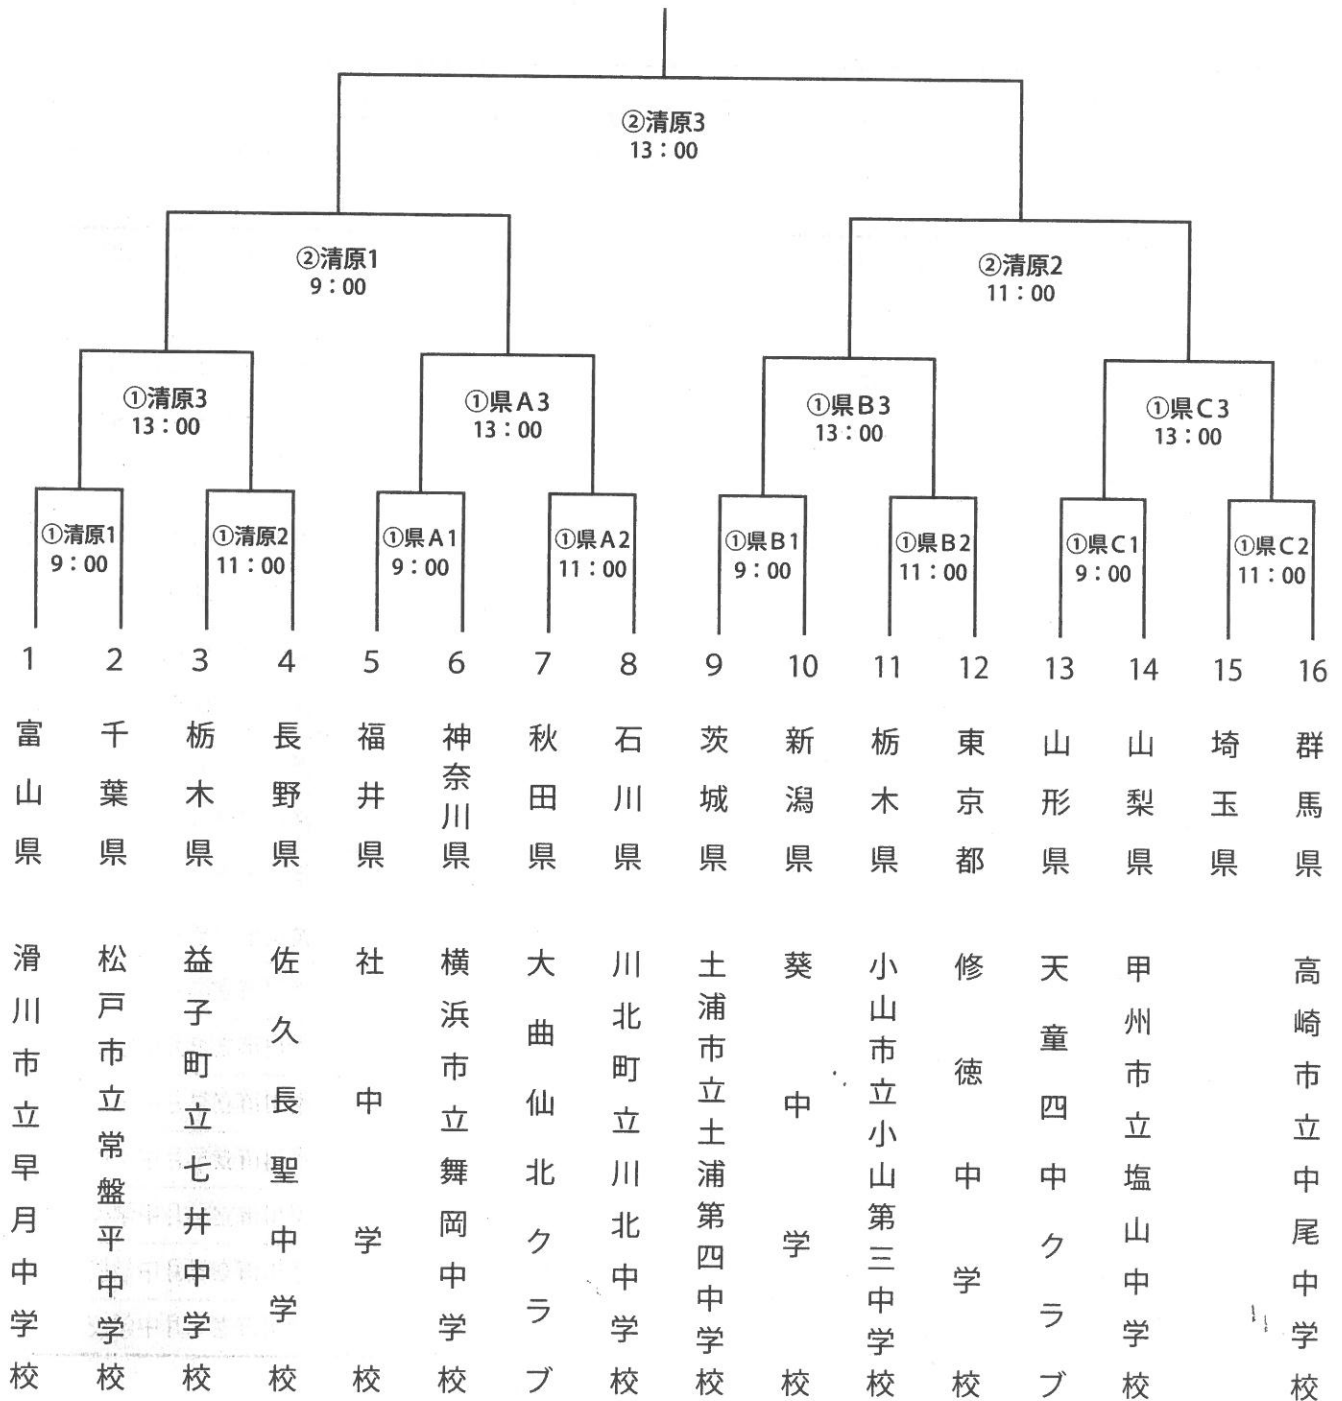 ②清原3
13：00
②清原1
9：00
②清原2
11：00
①清原3
13：00
①県A3
13：00
①県B3
13：00
①県C3
13：00
①清原1
9：00
①清原2
11：00
①県A1
9：00
①県A2
11：00
①県B1
9：00
①県B2
11：00
①県C1
9：00
①県C2
11：00
1
富山県
滑川市立早月中学校
2
千葉県
松戸市立常盤平中学校
3
栃木県
益子町立七井中学校
4
長野県
佐久長聖中学校
5
福井県
社中学校
6
神奈川県
横浜市立舞岡中学校
7
秋田県
大曲仙北クラブ
8
石川県
川北町立川北中学校
9
茨城県
土浦市立土浦第四中学校
10
新潟県
葵中学校
11
栃木県
小山市立小山第三中学校
12
東京都
修徳中学校
13
山形県
天童四中クラブ
14
山梨県
甲州市立塩山中学校
15
埼玉県
16
群馬県
高崎市立中尾中学校